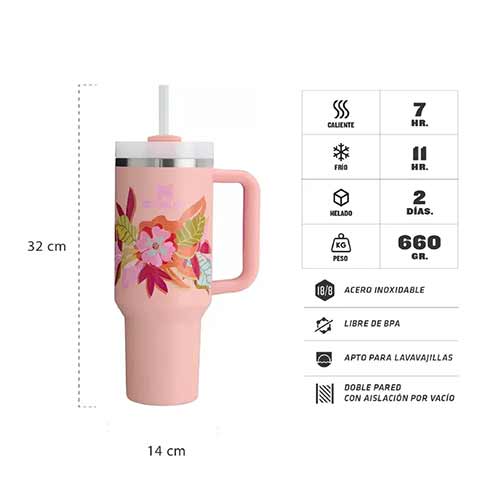 32 cm
14 cm
CALIENTE
7
HR.
FRÍO
11
HR.
HELADO
2
DÍAS.
KG
PESO
660
GR.
18/8
ACERO INOXIDABLE
LIBRE DE BPA
APTO PARA LAVAVAJILLAS
DOBLE PARED
CON AISLACIÓN POR VACÍO